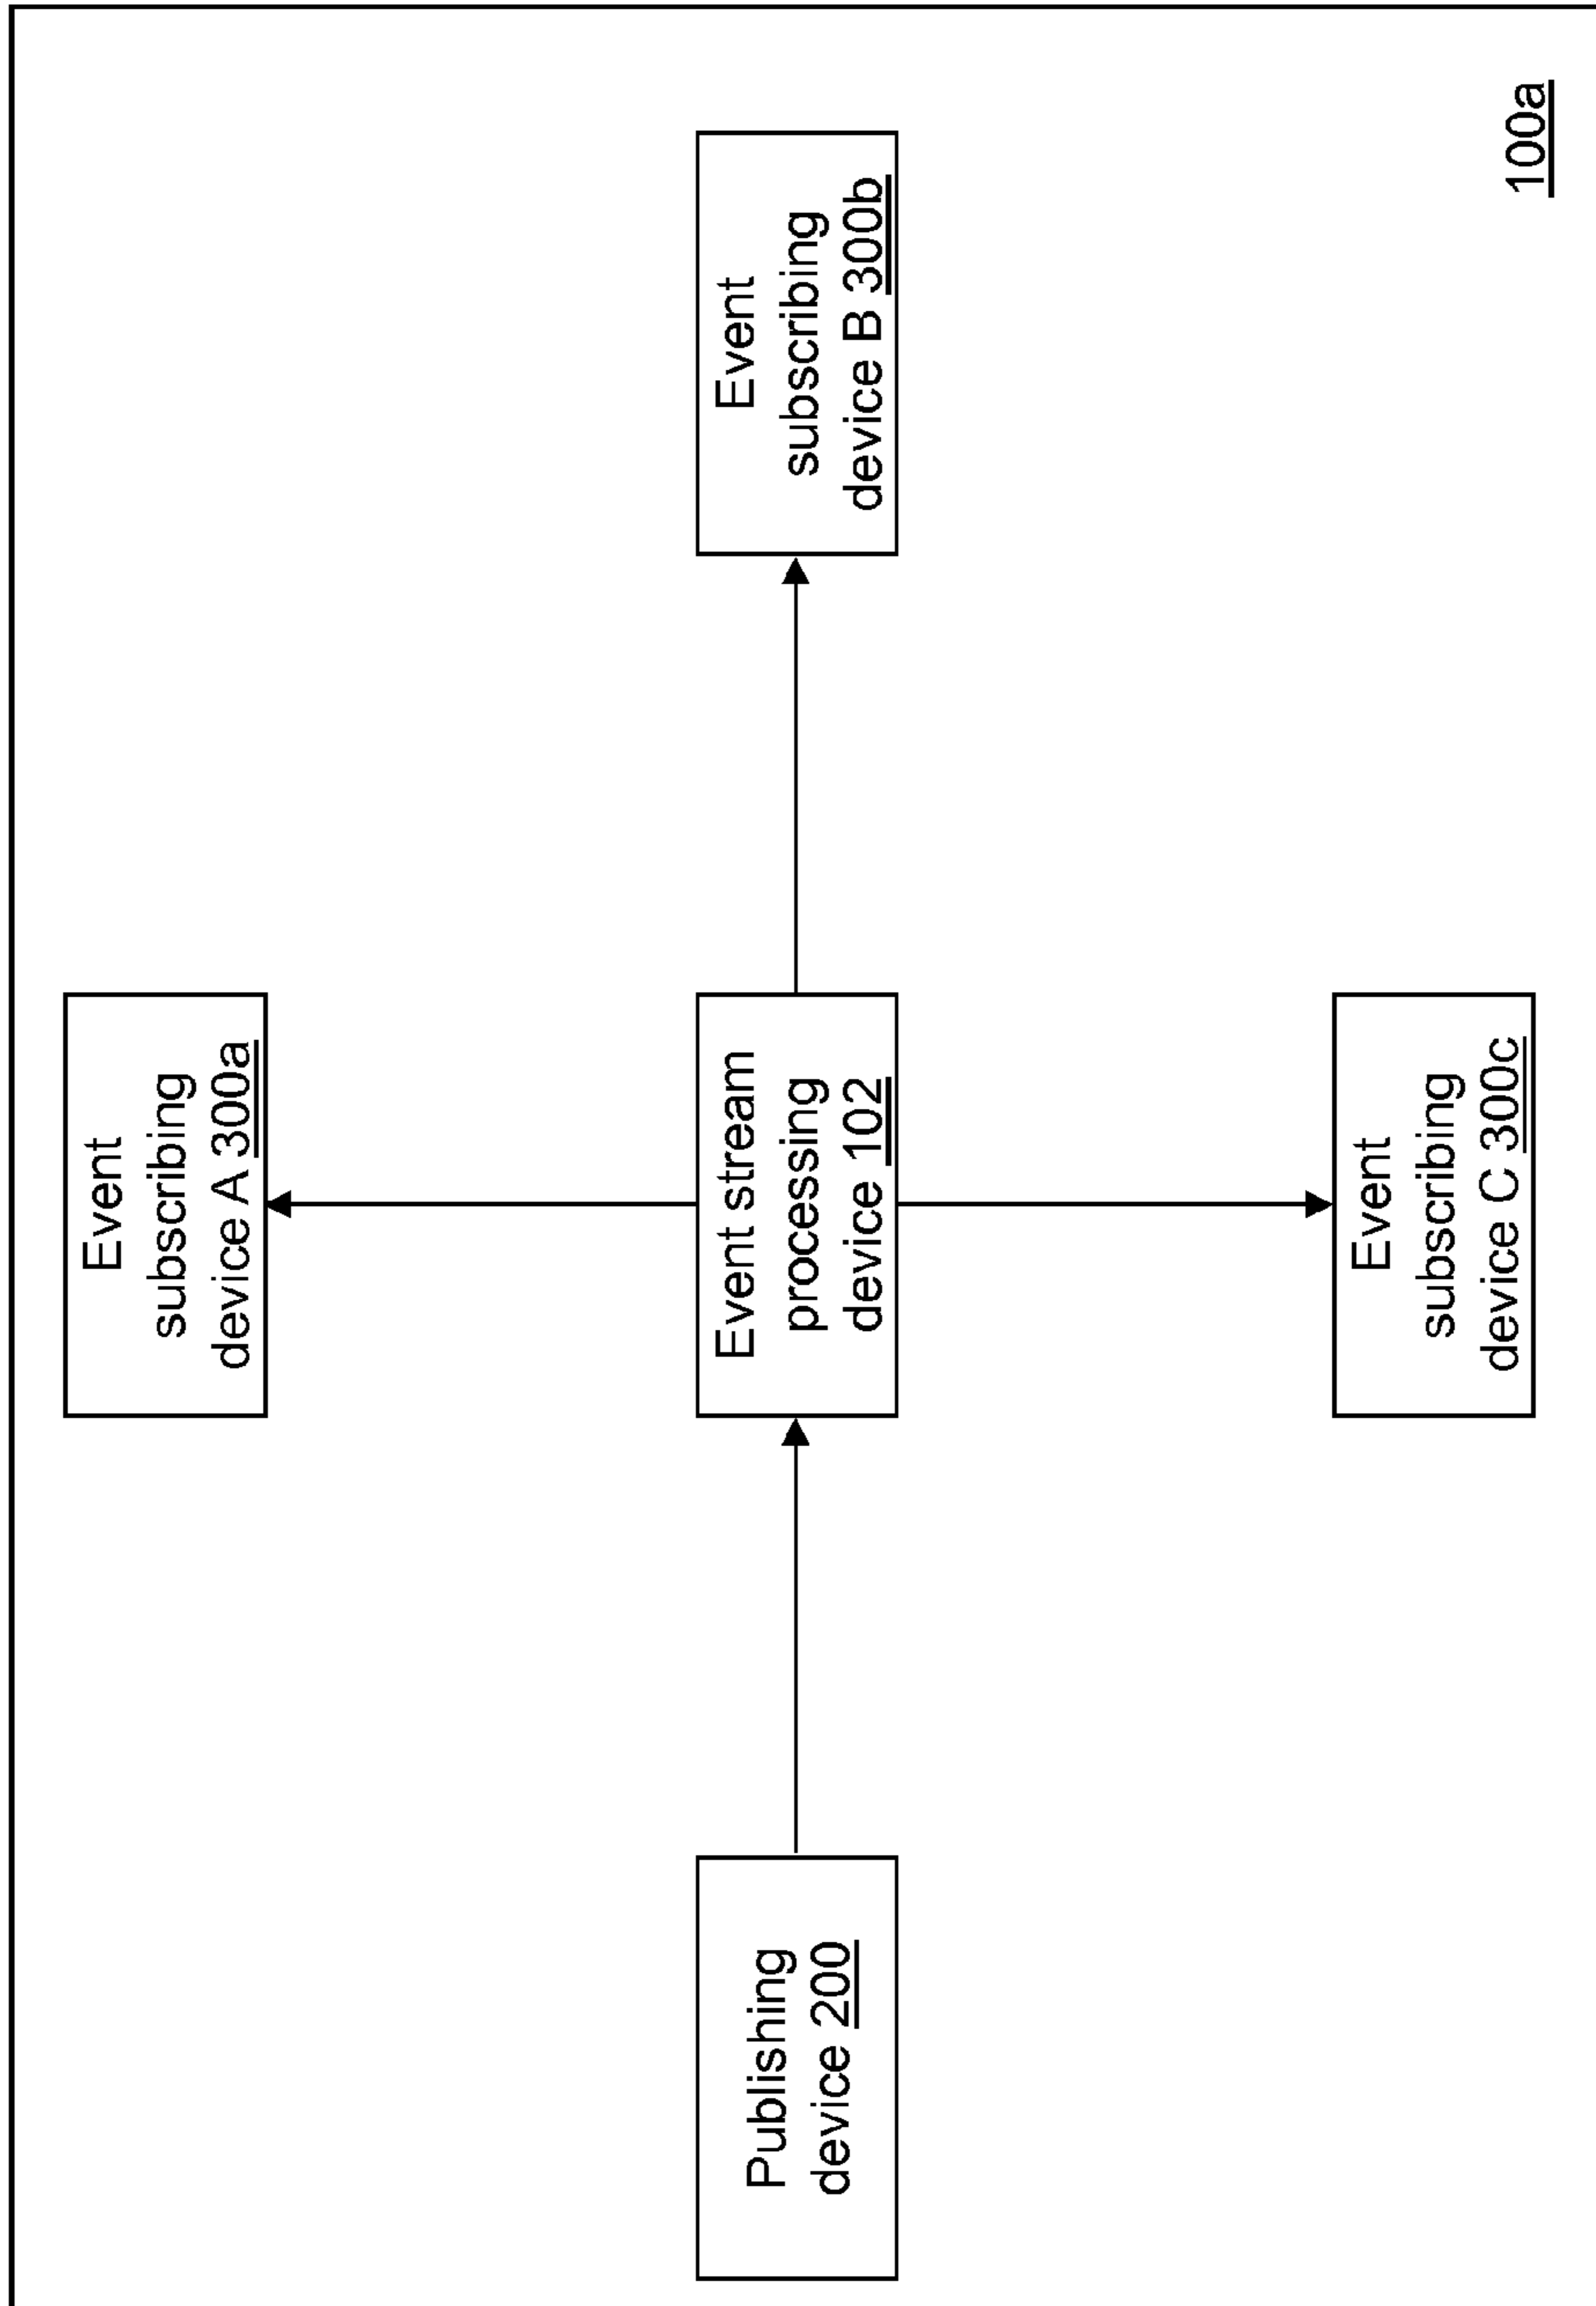 Event
subscribing
device A 300a
Publishing
device 200
Event stream
processing
device 102
Event
subscribing
device B 300b
Event
subscribing
device C 300c
100a